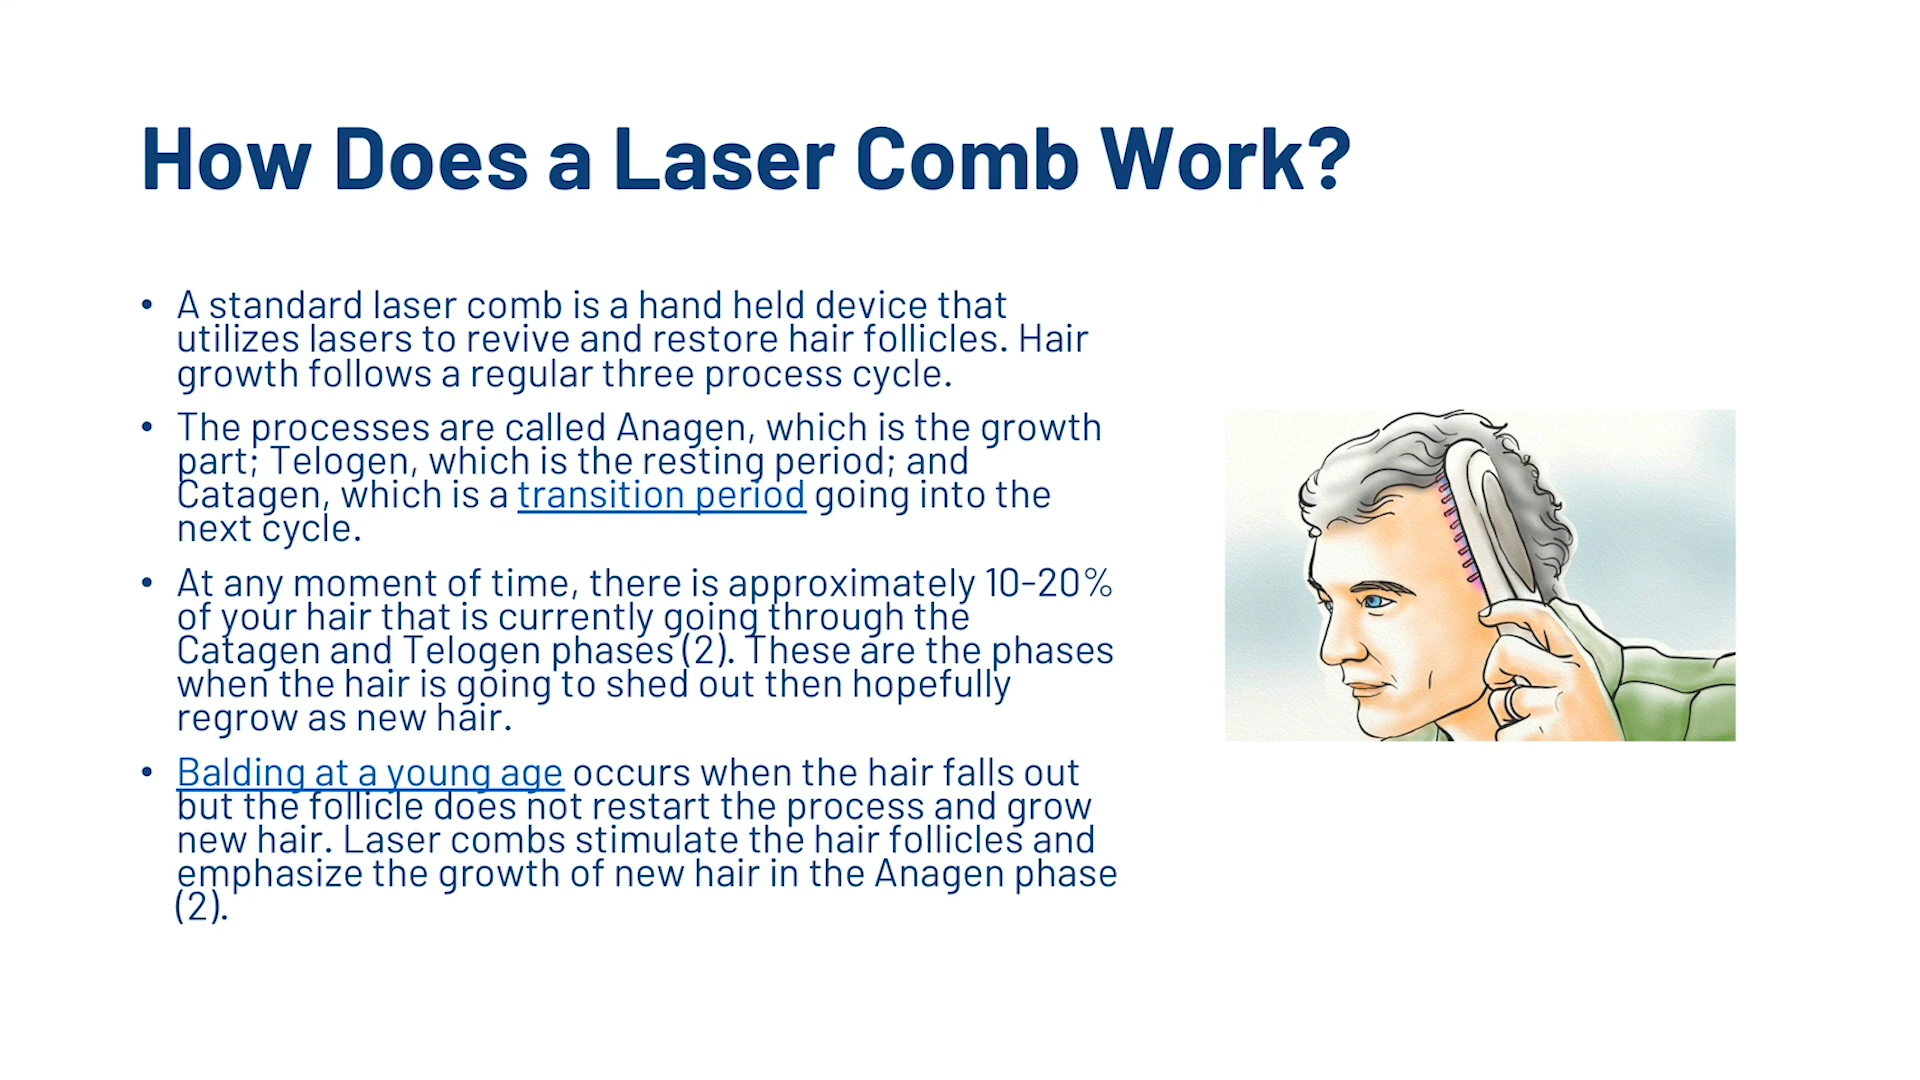 How Does a Laser Comb Work?
• A standard laser comb is a hand held device that
utilizes lasers to revive and restore hair follicles. Hair
growth follows a regular three process cycle.
• The processes are called Anagen, which is the growth
part; Telogen, which is the resting period; and
Catagen, which is a transition period going into the
next cycle.
• At any moment of time, there is approximately 10-20%
of your hair that is currently going through the
Catagen and Telogen phases (2). These are the phases
when the hair is going to shed out then hopefully
regrow as new hair.
• Balding at a young age occurs when the hair falls out
but the follicle does not restart the process and grow
new hair. Laser combs stimulate the hair follicles and
emphasize the growth of new hair in the Anagen phase
(2).